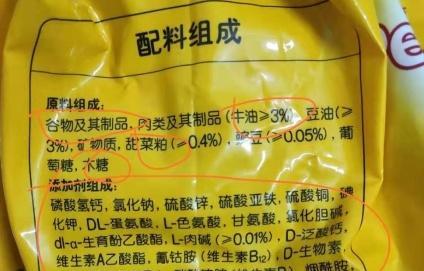 配料组成
原料组成:
谷物及其制品,肉类及其制品(牛油≥3%),豆油(≥
3%),矿物质,甜菜粕(≥0.4%),豌豆(≥0.05%),葡
萄糖,木糖
添加剂组成:
磷酸氢钙,氯化钠,硫酸锌,硫酸亚铁,硫酸铜,碘
化钾,DL-蛋氨酸,L-色氨酸,甘氨酸,氯化胆碱,
dl-α-生育酚乙酸酯,L-肉碱(≥0.01%),D-泛酸钙,
维生素A乙酸酯,氰钴胺(维生素B12),D-生物素,
烟酰胺,